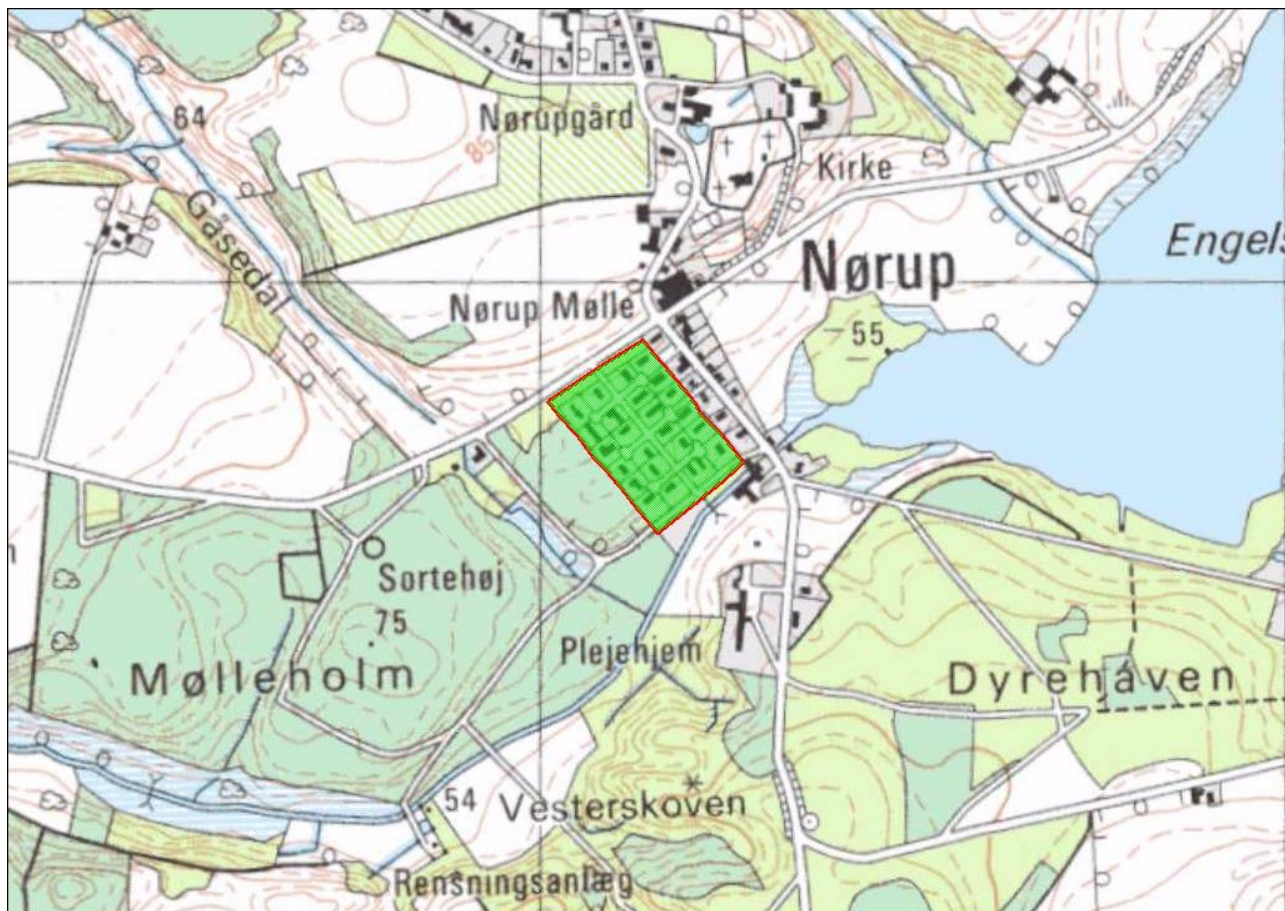 64
Nørupgård
85
Kirke
Gåsedal
Engels
Nørup
Nørup Mølle
55
Sortehøj
75
Plejehjem
Mølleholm
Dyrehaven
54
Vesterskoven
Rensningsanlæg